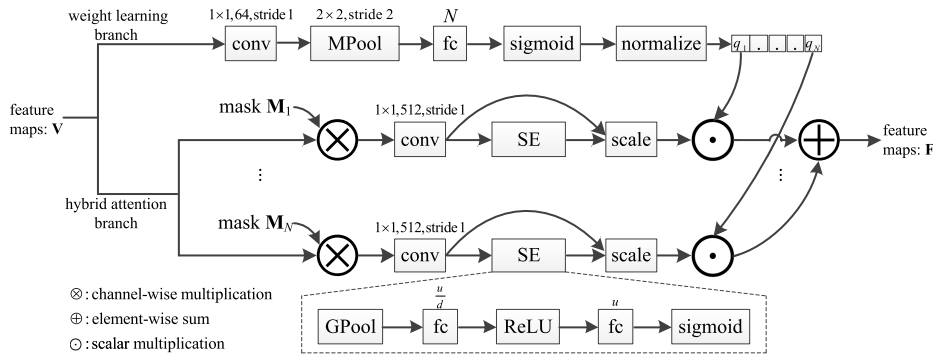 weight learning
branch
1×1,64,stride 1
2×2,stride 2
N
conv
MPool
fc
sigmoid
normalize
q1 . . . qN
feature
maps: V
mask M1
1×1,512,stride 1
conv
SE
scale
feature
maps: F
⋮
⋮
hybrid attention
branch
mask MN
1×1,512,stride 1
conv
SE
scale
⊗: channel-wise multiplication
⊕: element-wise sum
⊙: scalar multiplication
u/d
u
GPool
fc
ReLU
fc
sigmoid